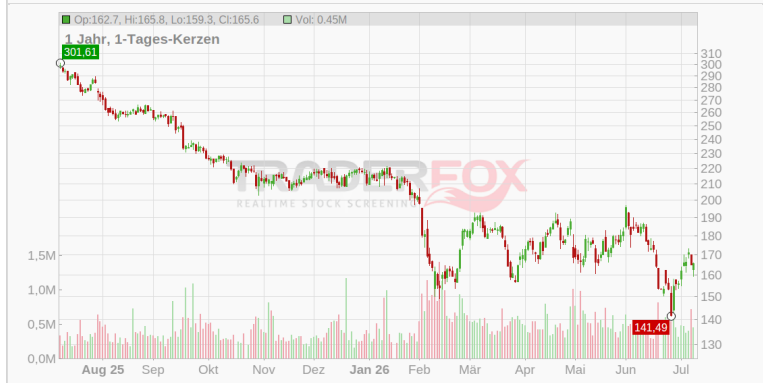 Op:162.7, Hi:165.8, Lo:159.3, Cl:165.6 Vol: 0.45M
1 Jahr, 1-Tages-Kerzen
301,61
310
300
290
280
270
260
250
240
230
220
210
200
190
180
170
160
150
140
130
TRADERFOX
REALTIME STOCK SCREENING
1,5M
1,0M
0,5M
0,0M
141,49
Aug 25 Sep Okt Nov Dez Jan 26 Feb Mär Apr Mai Jun Jul